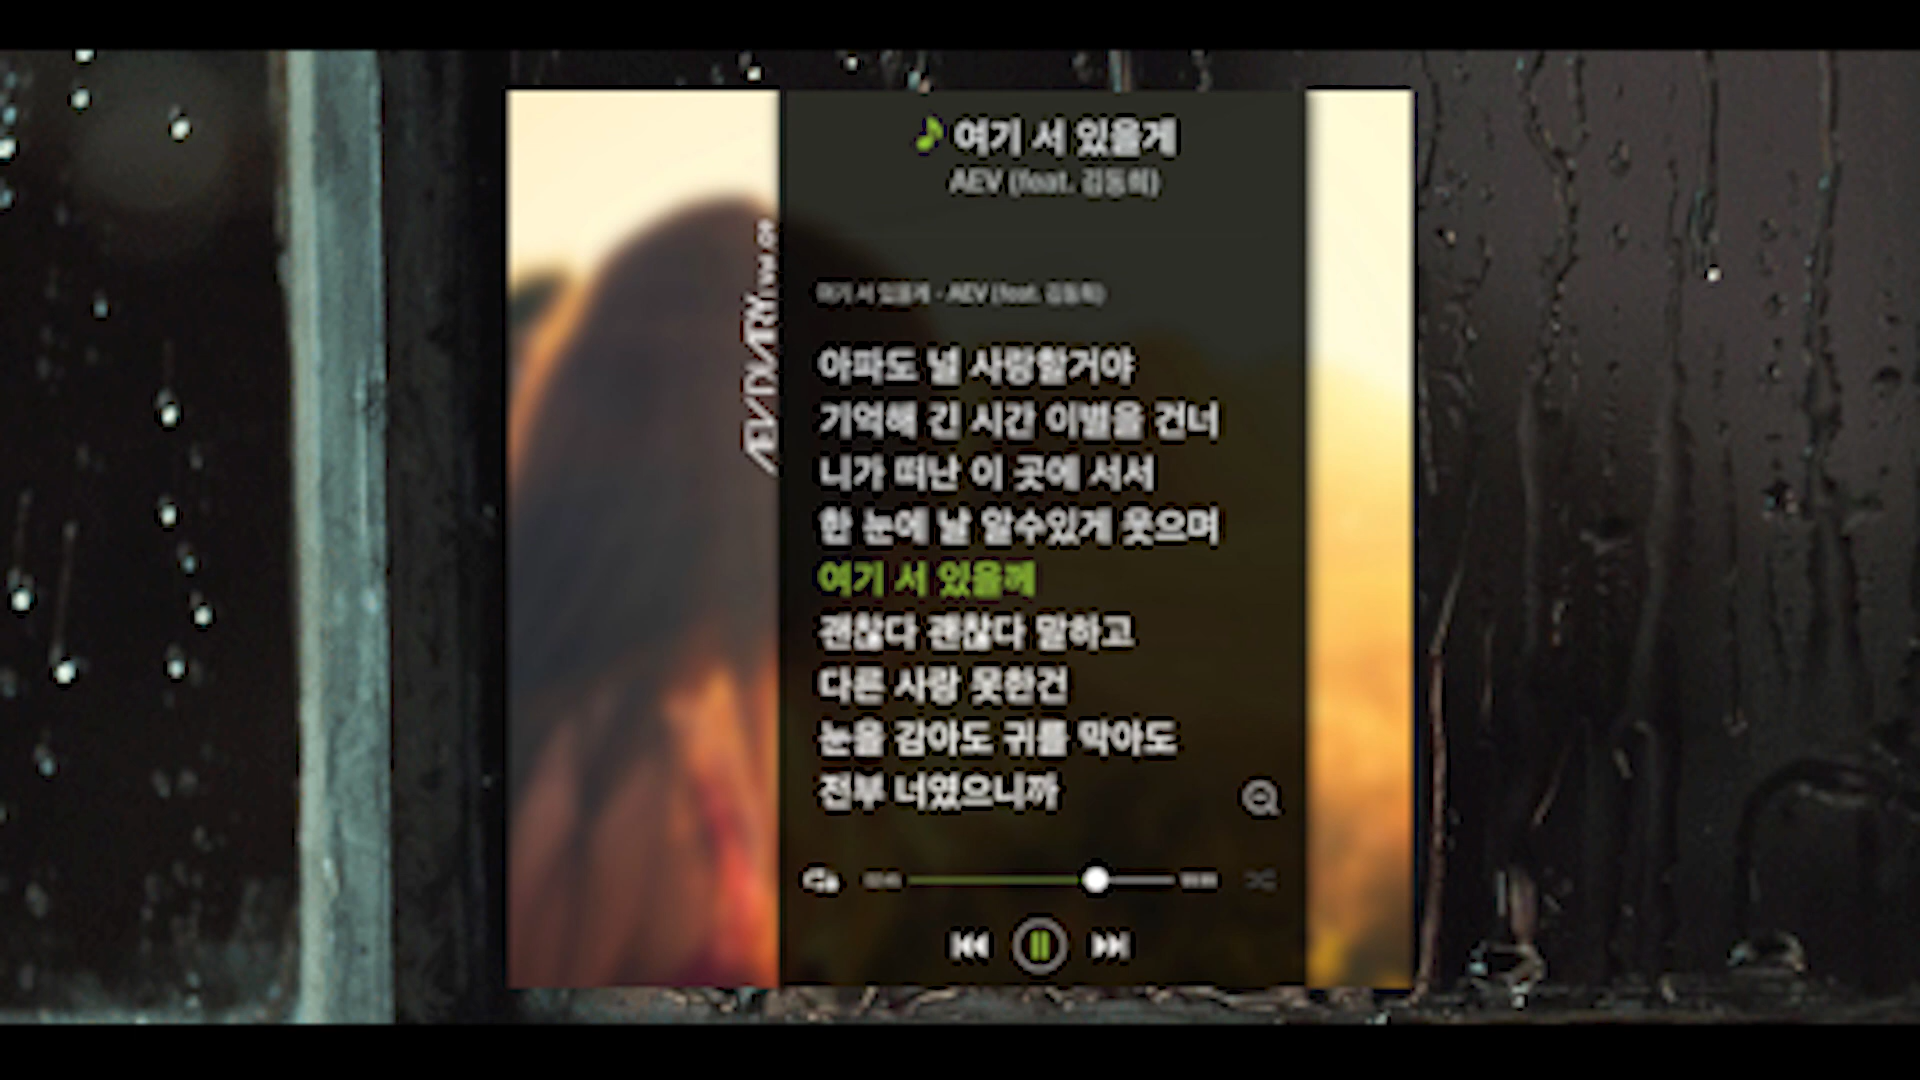 여기 서 있을게
AEV (feat. 김동희)
여기 서 있을게 - AEV (feat. 김동희)
아파도 널 사랑할거야
기억해 긴 시간 이별을 건너
니가 떠난 이 곳에 서서
한 눈에 날 알수있게 웃으며
여기 서 있을께
괜찮다 괜찮다 말하고
다른 사랑 못한건
눈을 감아도 귀를 막아도
전부 너였으니까
AEV DIARY